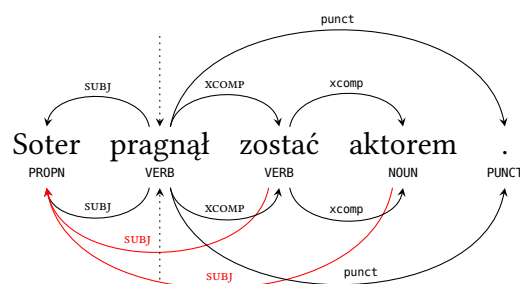 punct
SUBJ XCOMP xcomp
Soter pragnął zostać aktorem .
PROPN VERB VERB NOUN PUNCT
SUBJ XCOMP xcomp
SUBJ
SUBJ punct